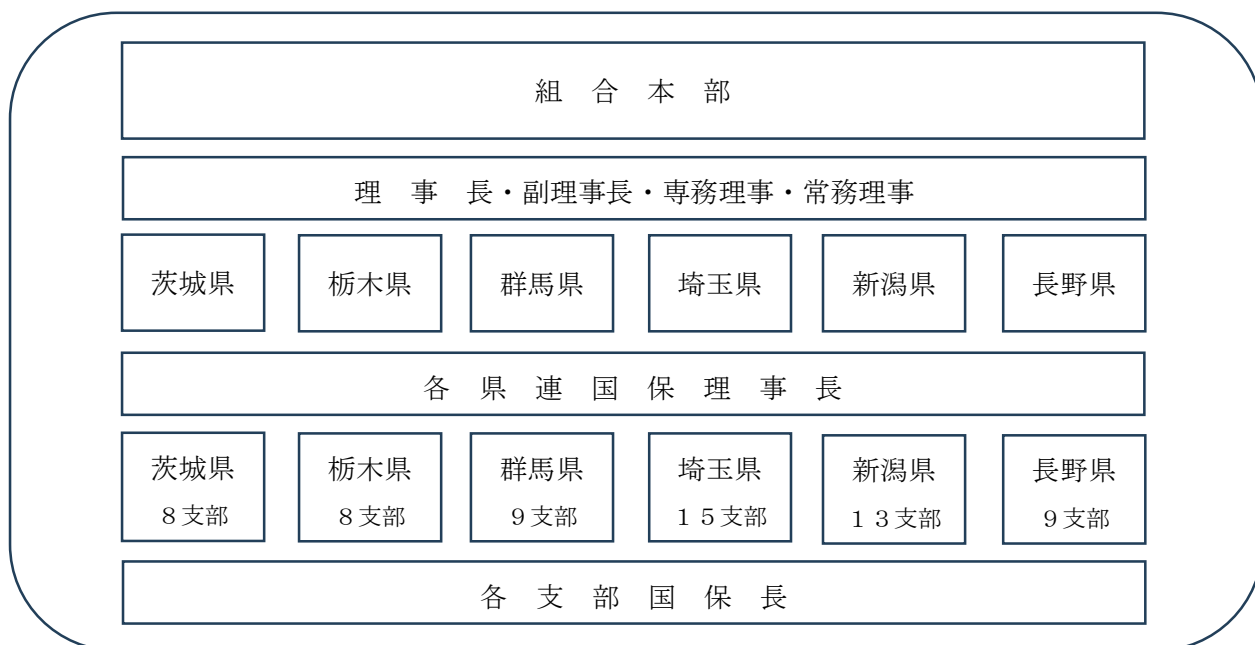 組 合 本 部
理 事 長・副理事長・専務理事・常務理事
茨城県 栃木県 群馬県 埼玉県 新潟県 長野県
各 県 連 国 保 理 事 長
茨城県 栃木県 群馬県 埼玉県 新潟県 長野県
8支部 8支部 9支部 15支部 13支部 9支部
各 支 部 国 保 長